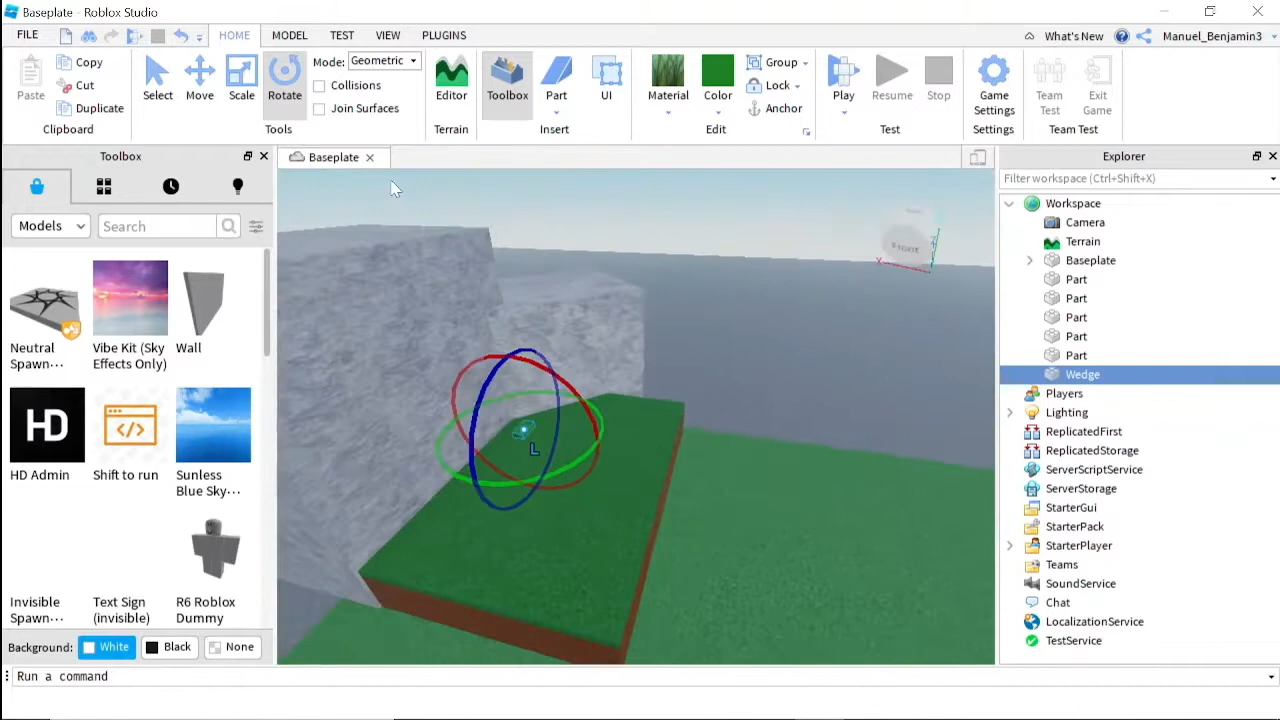 Baseplate - Roblox Studio
FILE
HOME
MODEL
TEST
VIEW
PLUGINS
What's New
Manuel_Benjamin3
Paste
Copy
Cut
Duplicate
Clipboard
Select
Move
Scale
Rotate
Mode: Geometric
Collisions
Join Surfaces
Tools
Editor
Terrain
Toolbox
Part
UI
Insert
Material
Color
Group
Lock
Anchor
Edit
Play
Resume
Stop
Test
Game
Settings
Settings
Team
Test
Exit
Game
Team Test
Toolbox
Baseplate
Explorer
Models
Search
Neutral
Spawn...
Vibe Kit (Sky
Effects Only)
Wall
HD
HD Admin
Shift to run
Sunless
Blue Sky...
Invisible
Spawn...
Text Sign
(invisible)
R6 Roblox
Dummy
Background:
White
Black
None
FRONT
X
L
Filter workspace (Ctrl+Shift+X)
Workspace
Camera
Terrain
Baseplate
Part
Part
Part
Part
Part
Wedge
Players
Lighting
ReplicatedFirst
ReplicatedStorage
ServerScriptService
ServerStorage
StarterGui
StarterPack
StarterPlayer
Teams
SoundService
Chat
LocalizationService
TestService
Run a command